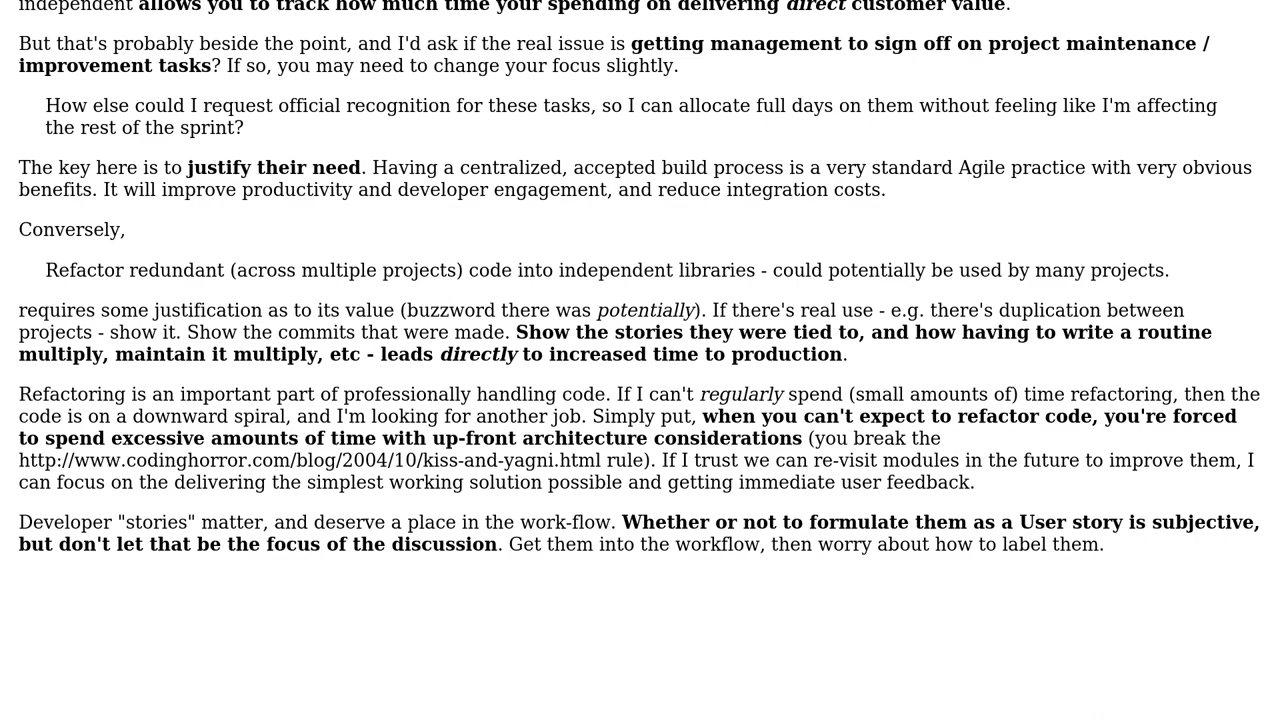 independent allows you to track how much time your spending on delivering direct customer value.
But that's probably beside the point, and I'd ask if the real issue is getting management to sign off on project maintenance /
improvement tasks? If so, you may need to change your focus slightly.
How else could I request official recognition for these tasks, so I can allocate full days on them without feeling like I'm affecting
the rest of the sprint?
The key here is to justify their need. Having a centralized, accepted build process is a very standard Agile practice with very obvious
benefits. It will improve productivity and developer engagement, and reduce integration costs.
Conversely,
Refactor redundant (across multiple projects) code into independent libraries - could potentially be used by many projects.
requires some justification as to its value (buzzword there was potentially). If there's real use - e.g. there's duplication between
projects - show it. Show the commits that were made. Show the stories they were tied to, and how having to write a routine
multiply, maintain it multiply, etc - leads directly to increased time to production.
Refactoring is an important part of professionally handling code. If I can't regularly spend (small amounts of) time refactoring, then the
code is on a downward spiral, and I'm looking for another job. Simply put, when you can't expect to refactor code, you're forced
to spend excessive amounts of time with up-front architecture considerations (you break the
http://www.codinghorror.com/blog/2004/10/kiss-and-yagni.html rule). If I trust we can re-visit modules in the future to improve them, I
can focus on the delivering the simplest working solution possible and getting immediate user feedback.
Developer "stories" matter, and deserve a place in the work-flow. Whether or not to formulate them as a User story is subjective,
but don't let that be the focus of the discussion. Get them into the workflow, then worry about how to label them.